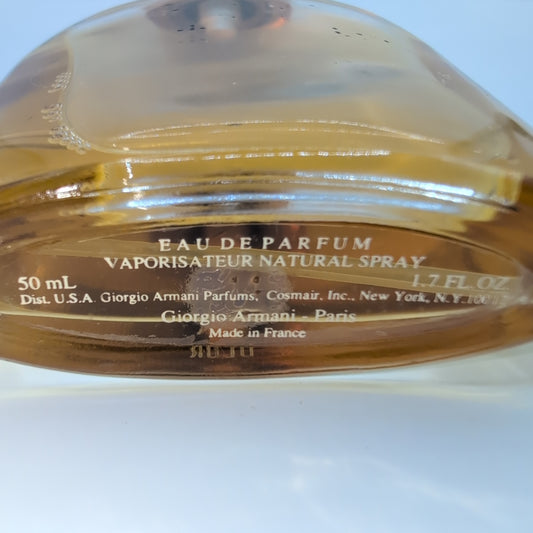 EAU DE PARFUM
VAPORISATEUR NATURAL SPRAY
50 mL 1.7 FL. OZ.
Dist. U.S.A. Giorgio Armani Parfums, Cosmair, Inc., New York, N.Y.
Giorgio Armani - Paris
Made in France